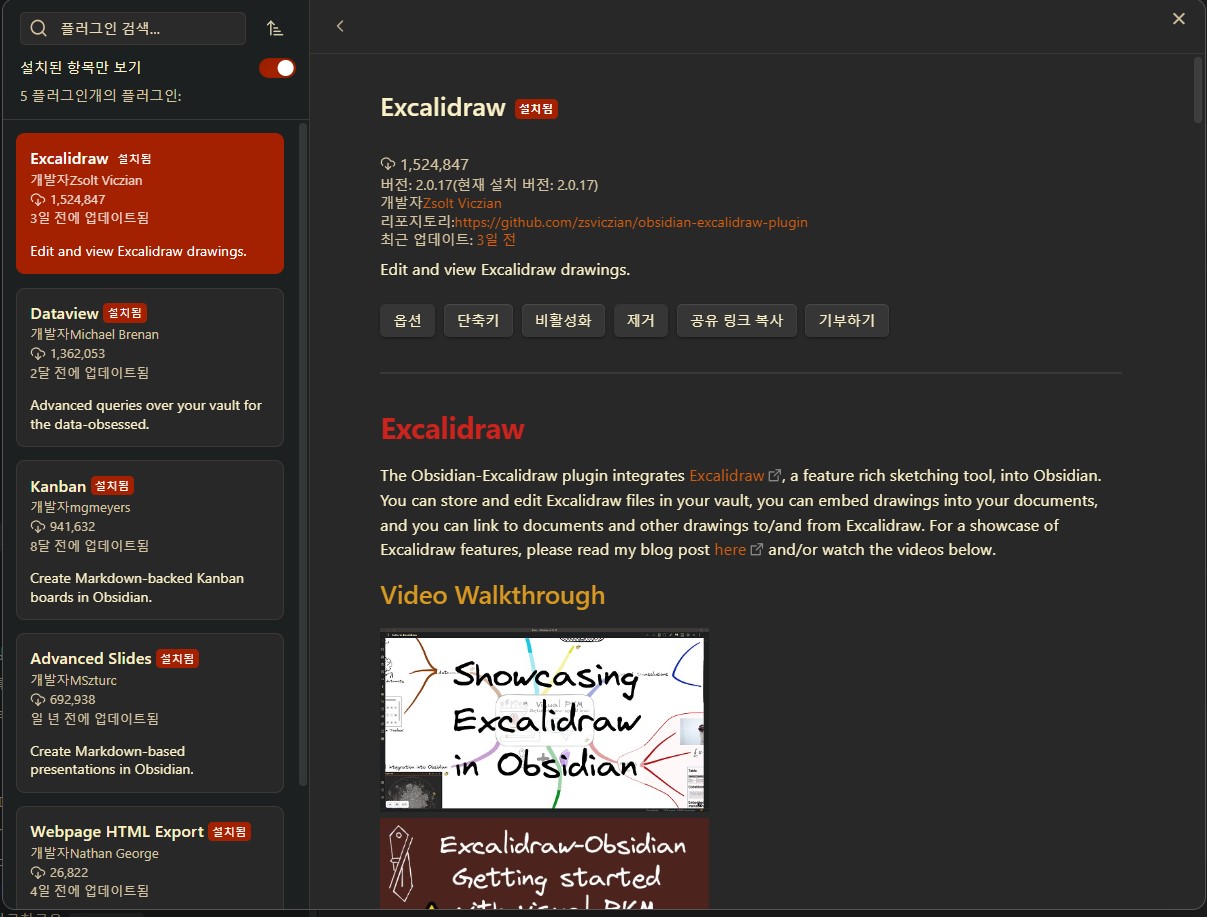 플러그인 검색...
설치된 항목만 보기
5 플러그인개의 플러그인:
Excalidraw 설치됨
개발자Zsolt Viczian
1,524,847
3일 전에 업데이트됨
Edit and view Excalidraw drawings.
Dataview 설치됨
개발자Michael Brenan
1,362,053
2달 전에 업데이트됨
Advanced queries over your vault for
the data-obsessed.
Kanban 설치됨
개발자mgmeyers
941,632
8달 전에 업데이트됨
Create Markdown-backed Kanban
boards in Obsidian.
Advanced Slides 설치됨
개발자MSzturc
692,938
일 년 전에 업데이트됨
Create Markdown-based
presentations in Obsidian.
Webpage HTML Export 설치됨
개발자Nathan George
26,822
4일 전에 업데이트됨
Excalidraw 설치됨
1,524,847
버전: 2.0.17(현재 설치 버전: 2.0.17)
개발자Zsolt Viczian
리포지토리:https://github.com/zsviczian/obsidian-excalidraw-plugin
최근 업데이트: 3일 전
Edit and view Excalidraw drawings.
옵션 단축키 비활성화 제거 공유 링크 복사 기부하기
Excalidraw
The Obsidian-Excalidraw plugin integrates Excalidraw, a feature rich sketching tool, into Obsidian.
You can store and edit Excalidraw files in your vault, you can embed drawings into your documents,
and you can link to documents and other drawings to/and from Excalidraw. For a showcase of
Excalidraw features, please read my blog post here and/or watch the videos below.
Video Walkthrough
Showcasing
Excalidraw
in Obsidian
Excalidraw-Obsidian
Getting started
with Visual PKM